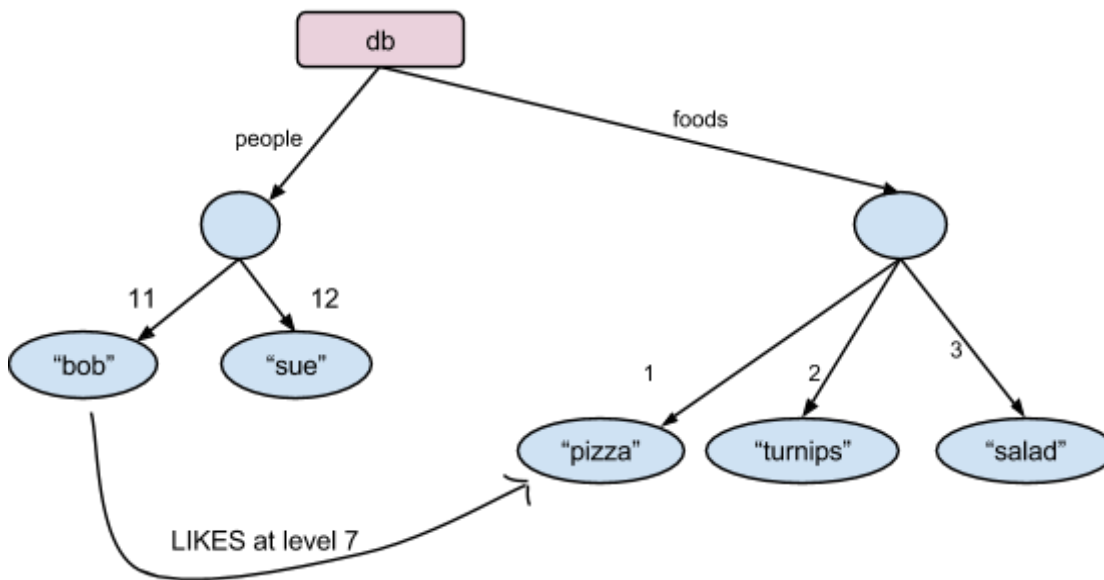 db
people
foods
11
12
“bob”
“sue”
1
2
3
“pizza”
“turnips”
“salad”
LIKES at level 7